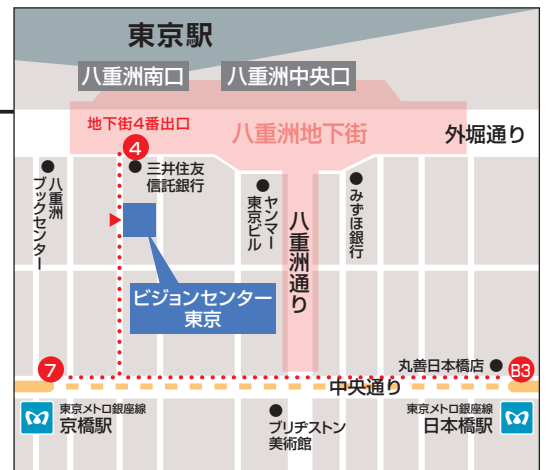 東京駅
八重洲南口
八重洲中央口
地下街4番出口
4
八重洲地下街
外堀通り
三井住友
信託銀行
八重洲
ブックセンター
ヤンマー
東京ビル
八重洲通り
みずほ銀行
ビジョンセンター
東京
丸善日本橋店
7
B3
中央通り
東京メトロ銀座線
京橋駅
ブリヂストン
美術館
東京メトロ銀座線
日本橋駅